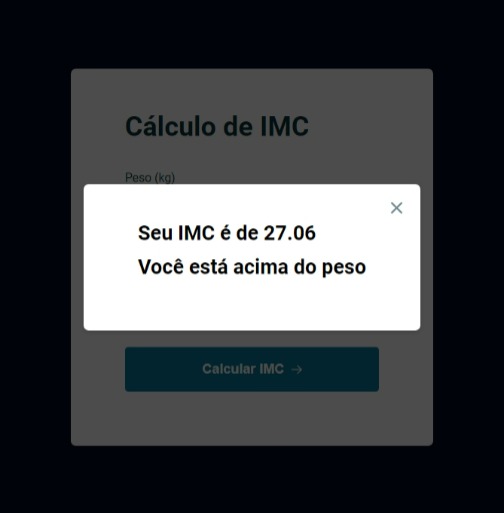 Cálculo de IMC
Peso (kg)
Seu IMC é de 27.06
Você está acima do peso
Calcular IMC →